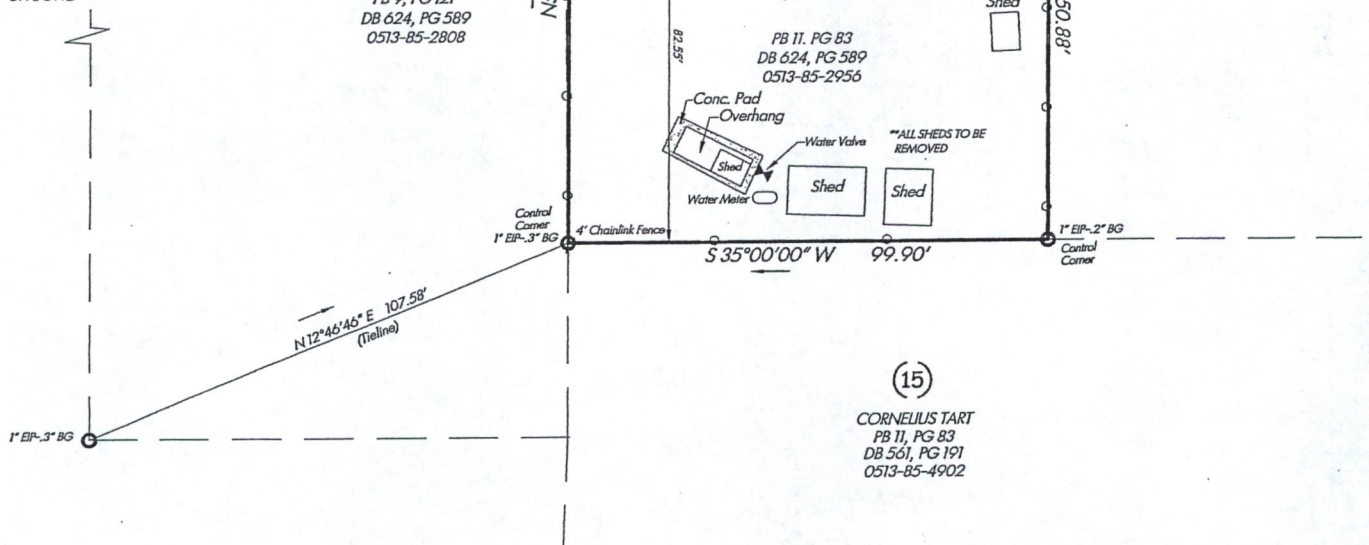 DB 624, PG 589
0513-85-2808
82.55'
PB 11. PG 83
DB 624, PG 589
0513-85-2956
Shed
50.88'
Conc. Pad
Overhang
Shed
Water Valve
Water Meter
**ALL SHEDS TO BE
REMOVED
Shed
Shed
Control
Corner
1" EIP-.3" BG
4' Chainlink Fence
S 35°00'00" W 99.90'
1" EIP-.2" BG
Control
Corner
N 12°46'46" E 107.58'
(Tieline)
1" EIP-.3" BG
15
CORNELIUS TART
PB 11, PG 83
DB 561, PG 191
0513-85-4902